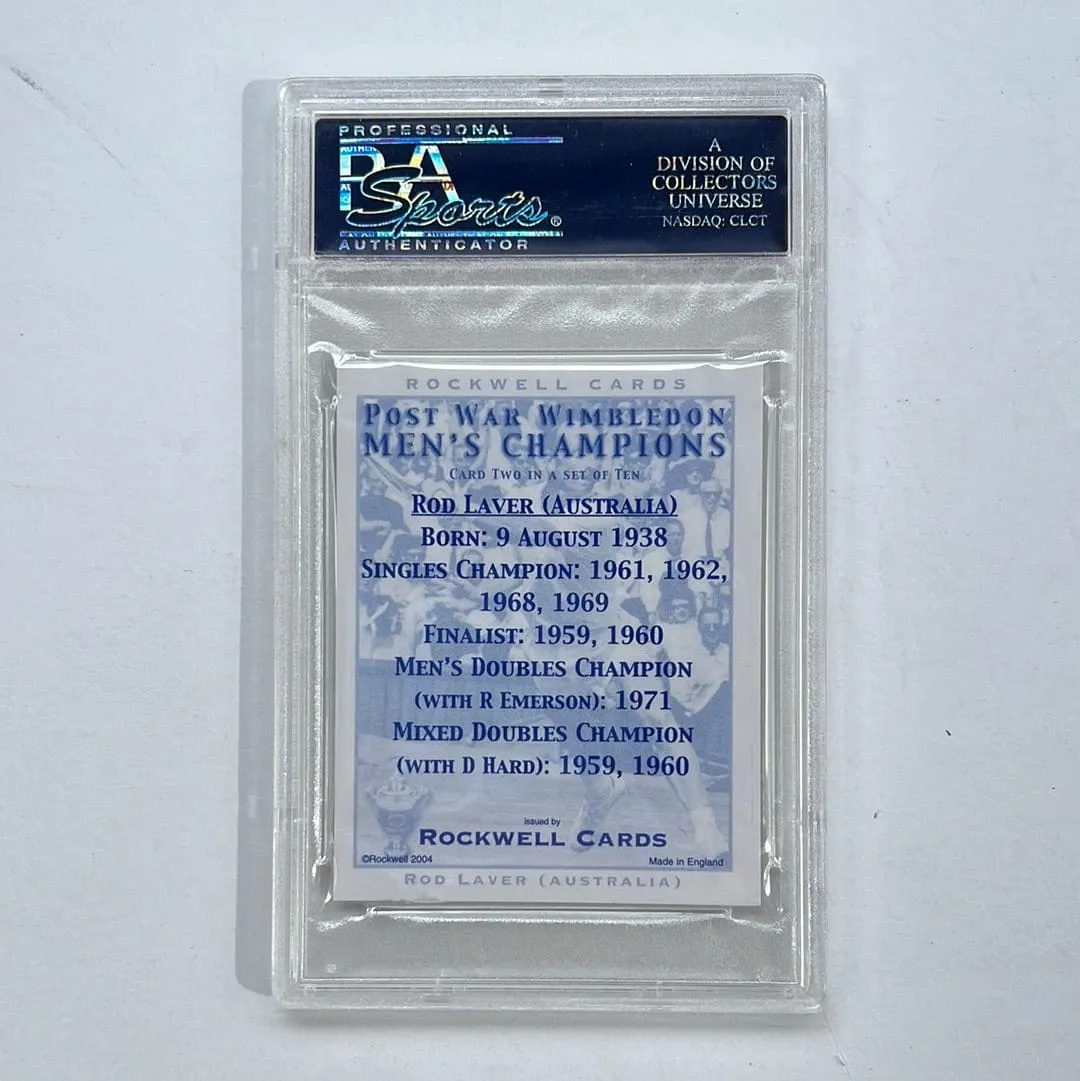 PROFESSIONAL
PSA
Sports®
AUTHENTICATOR
A
DIVISION OF
COLLECTORS
UNIVERSE
NASDAQ: CLCT
ROCKWELL CARDS
POST WAR WIMBLEDON
MEN'S CHAMPIONS
CARD TWO IN A SET OF TEN
ROD LAVER (AUSTRALIA)
BORN: 9 AUGUST 1938
SINGLES CHAMPION: 1961, 1962,
1968, 1969
FINALIST: 1959, 1960
MEN'S DOUBLES CHAMPION
(WITH R EMERSON): 1971
MIXED DOUBLES CHAMPION
(WITH D HARD): 1959, 1960
issued by
ROCKWELL CARDS
©Rockwell 2004
Made in England
ROD LAVER (AUSTRALIA)